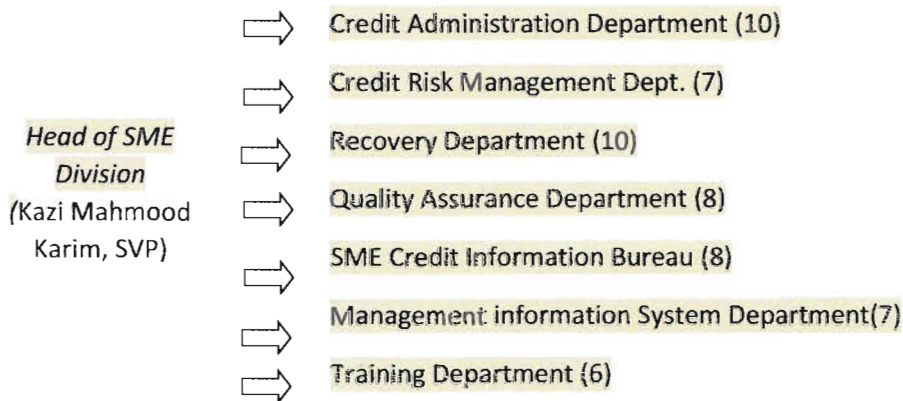 Credit Administration Department (10)
Credit Risk Management Dept. (7)
Head of SME
Division
(Kazi Mahmood
Karim, SVP)
Recovery Department (10)
Quality Assurance Department (8)
SME Credit Information Bureau (8)
Management information System Department(7)
Training Department (6)